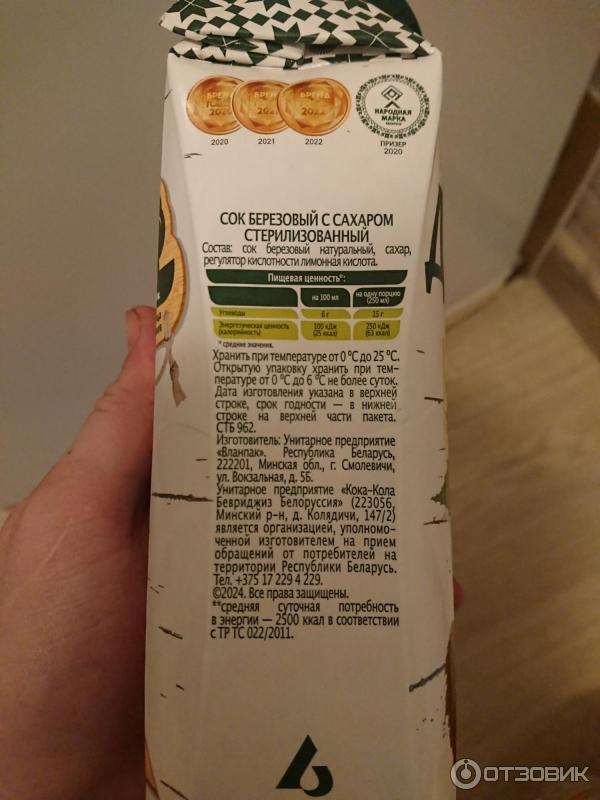 БРЕНД
ГОДА
2020
БРЕНД
2021
БРЕНД
2022
НАРОДНАЯ
МАРКА
2020
2021
2022
ПРИЗЕР
2020
СОК БЕРЕЗОВЫЙ С САХАРОМ
СТЕРИЛИЗОВАННЫЙ
Состав: сок березовый натуральный, сахар,
регулятор кислотности лимонная кислота.
Пищевая ценность*:
на 100 мл
на одну порцию
(250 мл)
Углеводы 6 г 15 г
Энергетическая ценность
(калорийность)
100 кДж
(25 ккал)
250 кДж
(63 ккал)
* средние значения.
Хранить при температуре от 0 °С до 25 °С.
Открытую упаковку хранить при тем-
пературе от 0 °С до 6 °С не более суток.
Дата изготовления указана в верхней
строке, срок годности — в нижней
строке на верхней части пакета.
СТБ 962.
Изготовитель: Унитарное предприятие
«Вланпак». Республика Беларусь,
222201, Минская обл., г. Смолевичи,
ул. Вокзальная, д. 5Б.
Унитарное предприятие «Кока-Кола
Бевриджиз Белоруссия» (223056,
Минский р-н, д. Колядичи, 147/2)
является организацией, уполномо-
ченной изготовителем на прием
обращений от потребителей на
территории Республики Беларусь.
Тел. +375 17 229 4 229.
©2024. Все права защищены.
**средняя суточная потребность
в энергии — 2500 ккал в соответствии
с ТР ТС 022/2011.
ОТЗОВИК